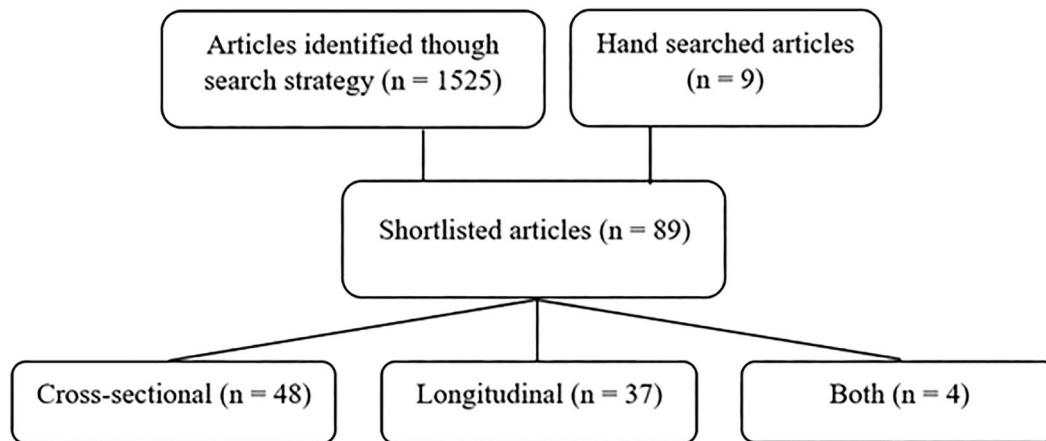 Articles identified though
search strategy (n = 1525)
Hand searched articles
(n = 9)
Shortlisted articles (n = 89)
Cross-sectional (n = 48)
Longitudinal (n = 37)
Both (n = 4)